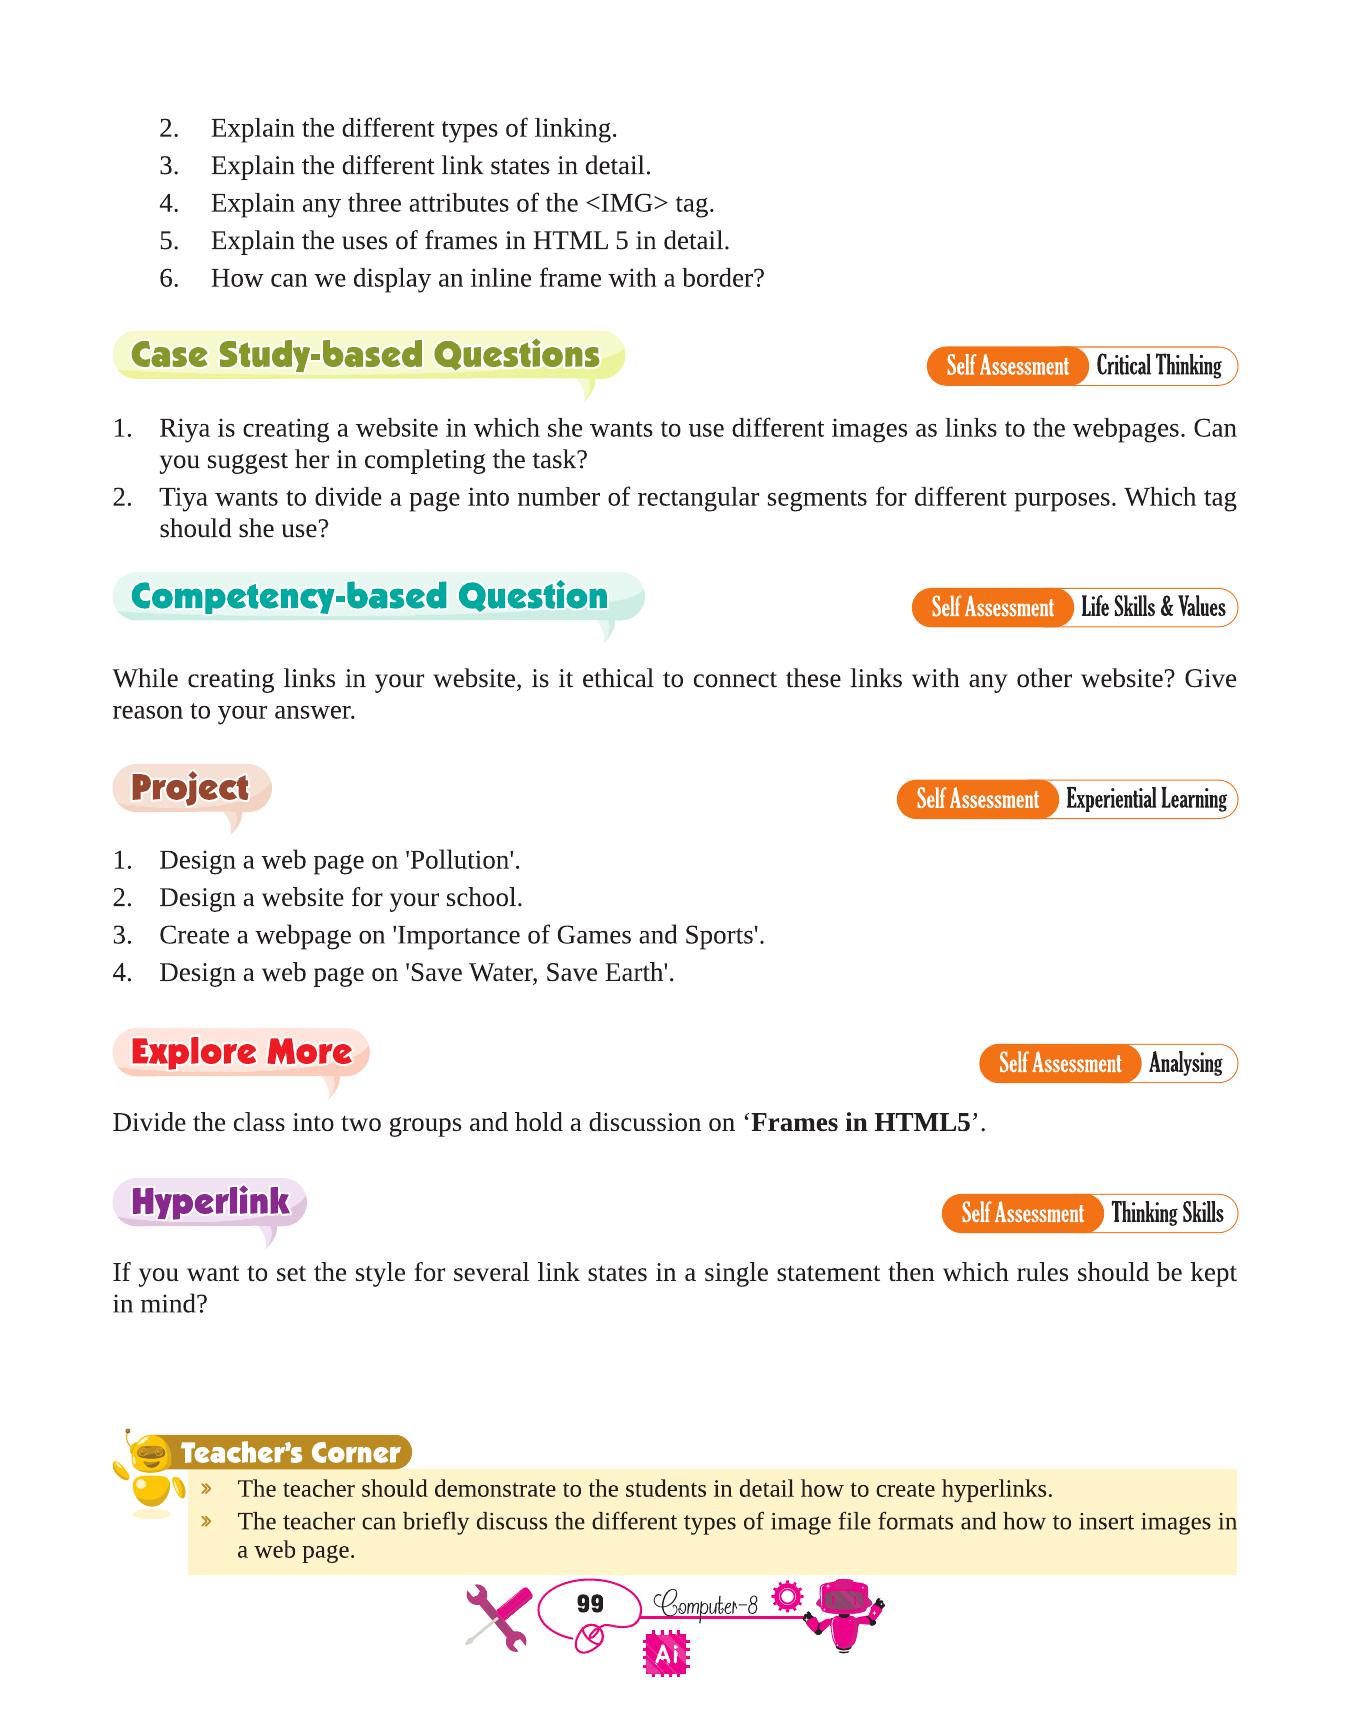 2. Explain the different types of linking.
3. Explain the different link states in detail.
4. Explain any three attributes of the <IMG> tag.
5. Explain the uses of frames in HTML 5 in detail.
6. How can we display an inline frame with a border?
Case Study-based Questions
Self Assessment Critical Thinking
1. Riya is creating a website in which she wants to use different images as links to the webpages. Can
you suggest her in completing the task?
2. Tiya wants to divide a page into number of rectangular segments for different purposes. Which tag
should she use?
Competency-based Question
Self Assessment Life Skills & Values
While creating links in your website, is it ethical to connect these links with any other website? Give
reason to your answer.
Project
Self Assessment Experiential Learning
1. Design a web page on 'Pollution'.
2. Design a website for your school.
3. Create a webpage on 'Importance of Games and Sports'.
4. Design a web page on 'Save Water, Save Earth'.
Explore More
Self Assessment Analysing
Divide the class into two groups and hold a discussion on ‘Frames in HTML5’.
Hyperlink
Self Assessment Thinking Skills
If you want to set the style for several link states in a single statement then which rules should be kept
in mind?
Teacher's Corner
» The teacher should demonstrate to the students in detail how to create hyperlinks.
» The teacher can briefly discuss the different types of image file formats and how to insert images in
a web page.
99 Computer-8
Ai